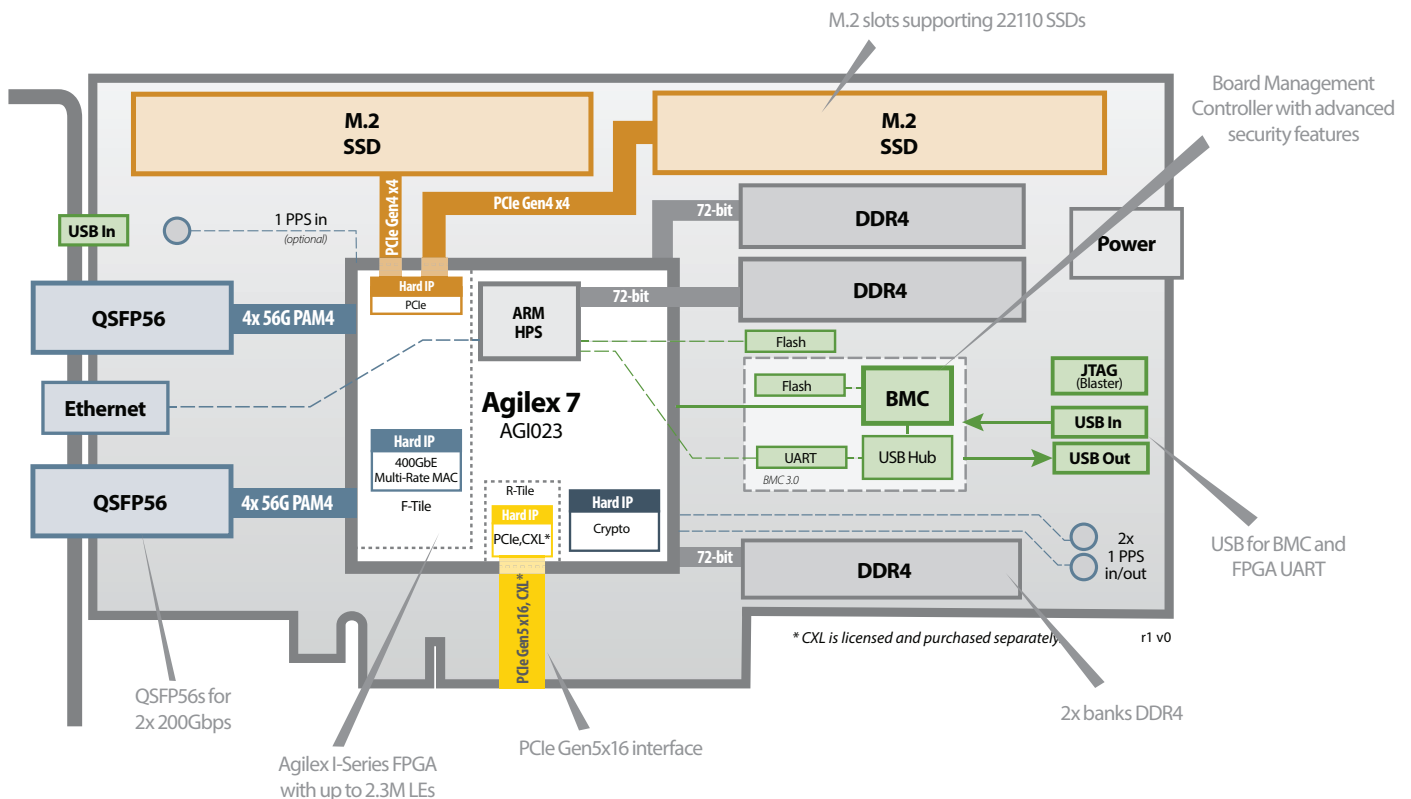 M.2 slots supporting 22110 SSDs
Board Management
Controller with advanced
security features
M.2
SSD
M.2
SSD
PCIe Gen4 x4
PCIe Gen4 x4
72-bit
DDR4
USB In
1 PPS in
(optional)
Power
Hard IP
PCIe
ARM
HPS
72-bit
DDR4
QSFP56
4x 56G PAM4
Flash
Flash
BMC
JTAG
(Blaster)
Ethernet
Agilex 7
AGI023
USB In
Hard IP
400GbE
Multi-Rate MAC
F-Tile
UART
USB Hub
BMC 3.0
USB Out
QSFP56
4x 56G PAM4
R-Tile
Hard IP
PCIe,CXL*
Hard IP
Crypto
2x
1 PPS
in/out
USB for BMC and
FPGA UART
72-bit
DDR4
PCIe Gen5 x16, CXL*
* CXL is licensed and purchased separately.
r1 v0
QSFP56s for
2x 200Gbps
2x banks DDR4
PCIe Gen5x16 interface
Agilex I-Series FPGA
with up to 2.3M LEs